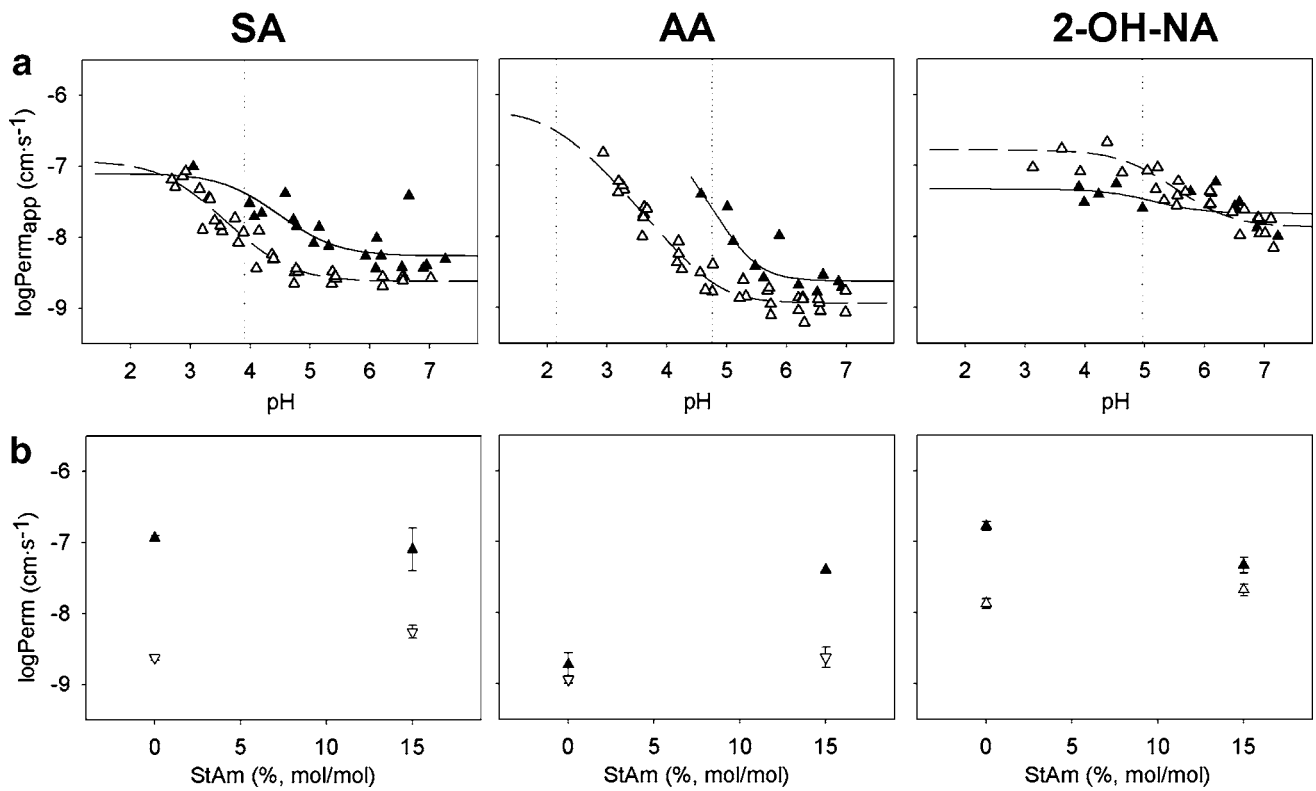 SA AA 2-OH-NA
a
logPerm_app (cm·s⁻¹)
-6
-7
-8
-9
2 3 4 5 6 7 2 3 4 5 6 7 2 3 4 5 6 7
pH pH pH
b
logPerm (cm·s⁻¹)
-6
-7
-8
-9
0 5 10 15 0 5 10 15 0 5 10 15
StAm (%, mol/mol) StAm (%, mol/mol) StAm (%, mol/mol)